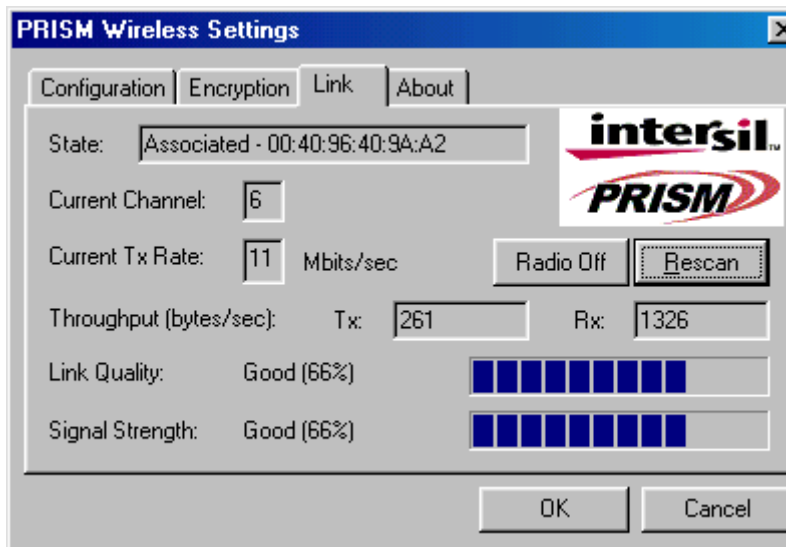 PRISM Wireless Settings
Configuration Encryption Link About
State: Associated - 00:40:96:40:9A:A2
intersil™
PRISM
Current Channel: 6
Current Tx Rate: 11 Mbits/sec Radio Off Rescan
Throughput (bytes/sec): Tx: 261 Rx: 1326
Link Quality: Good (66%)
Signal Strength: Good (66%)
OK Cancel